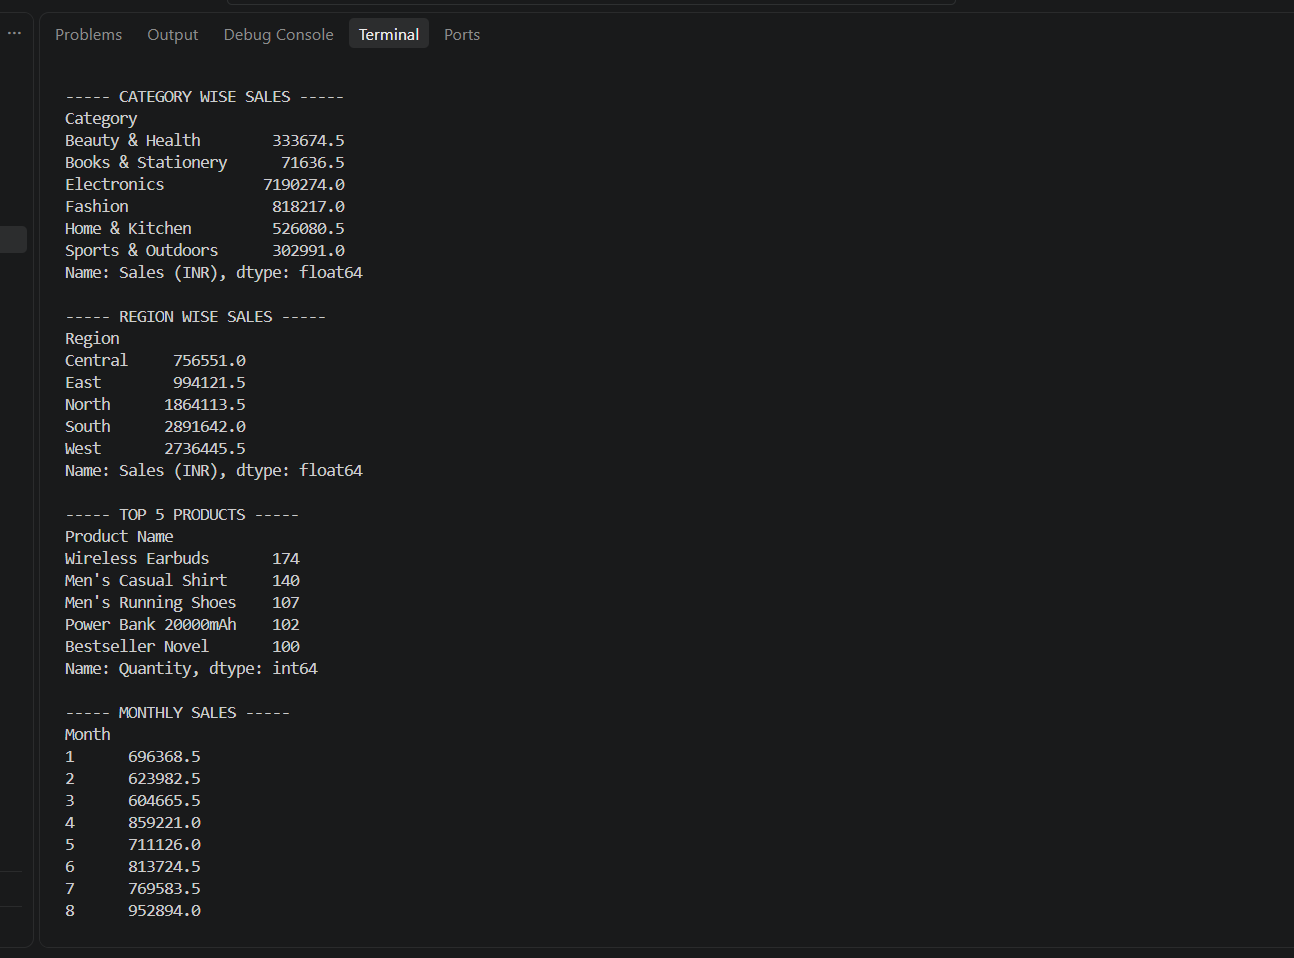 Problems Output Debug Console Terminal Ports
----- CATEGORY WISE SALES -----
Category
Beauty & Health        333674.5
Books & Stationery      71636.5
Electronics           7190274.0
Fashion                818217.0
Home & Kitchen         526080.5
Sports & Outdoors      302991.0
Name: Sales (INR), dtype: float64
----- REGION WISE SALES -----
Region
Central     756551.0
East        994121.5
North      1864113.5
South      2891642.0
West       2736445.5
Name: Sales (INR), dtype: float64
----- TOP 5 PRODUCTS -----
Product Name
Wireless Earbuds       174
Men's Casual Shirt     140
Men's Running Shoes    107
Power Bank 20000mAh    102
Bestseller Novel       100
Name: Quantity, dtype: int64
----- MONTHLY SALES -----
Month
1      696368.5
2      623982.5
3      604665.5
4      859221.0
5      711126.0
6      813724.5
7      769583.5
8      952894.0